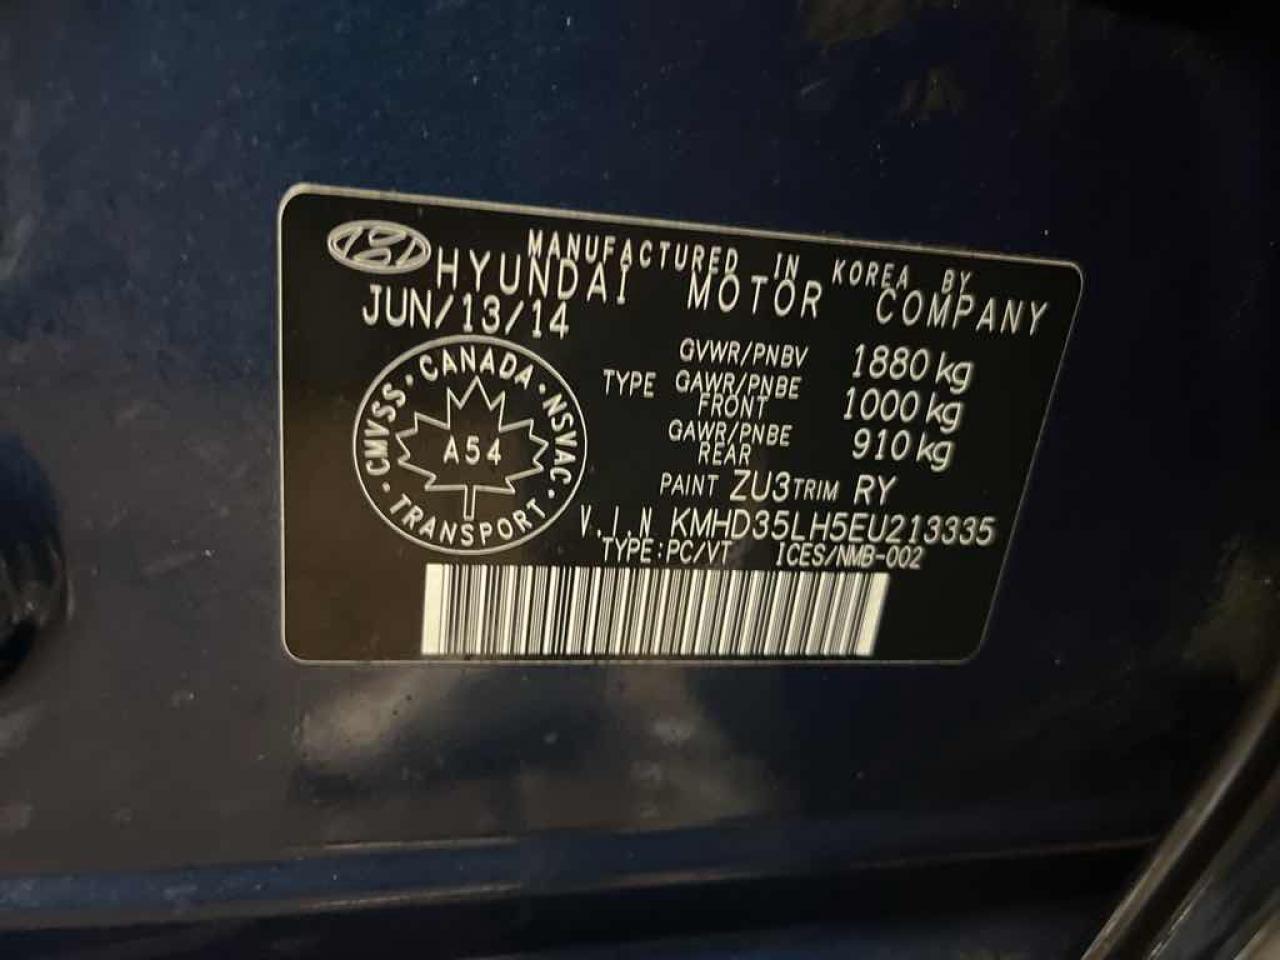 MANUFACTURED IN KOREA BY
HYUNDAI MOTOR COMPANY
JUN/13/14
GVWR/PNBV 1880 kg
TYPE GAWR/PNBE FRONT 1000 kg
GAWR/PNBE REAR 910 kg
PAINT ZU3 TRIM RY
V.I.N KMHD35LH5EU213335
TYPE:PC/VT ICES/NMB-002
CANADA · NSVAC · TRANSPORT · CMVSS ·
A54